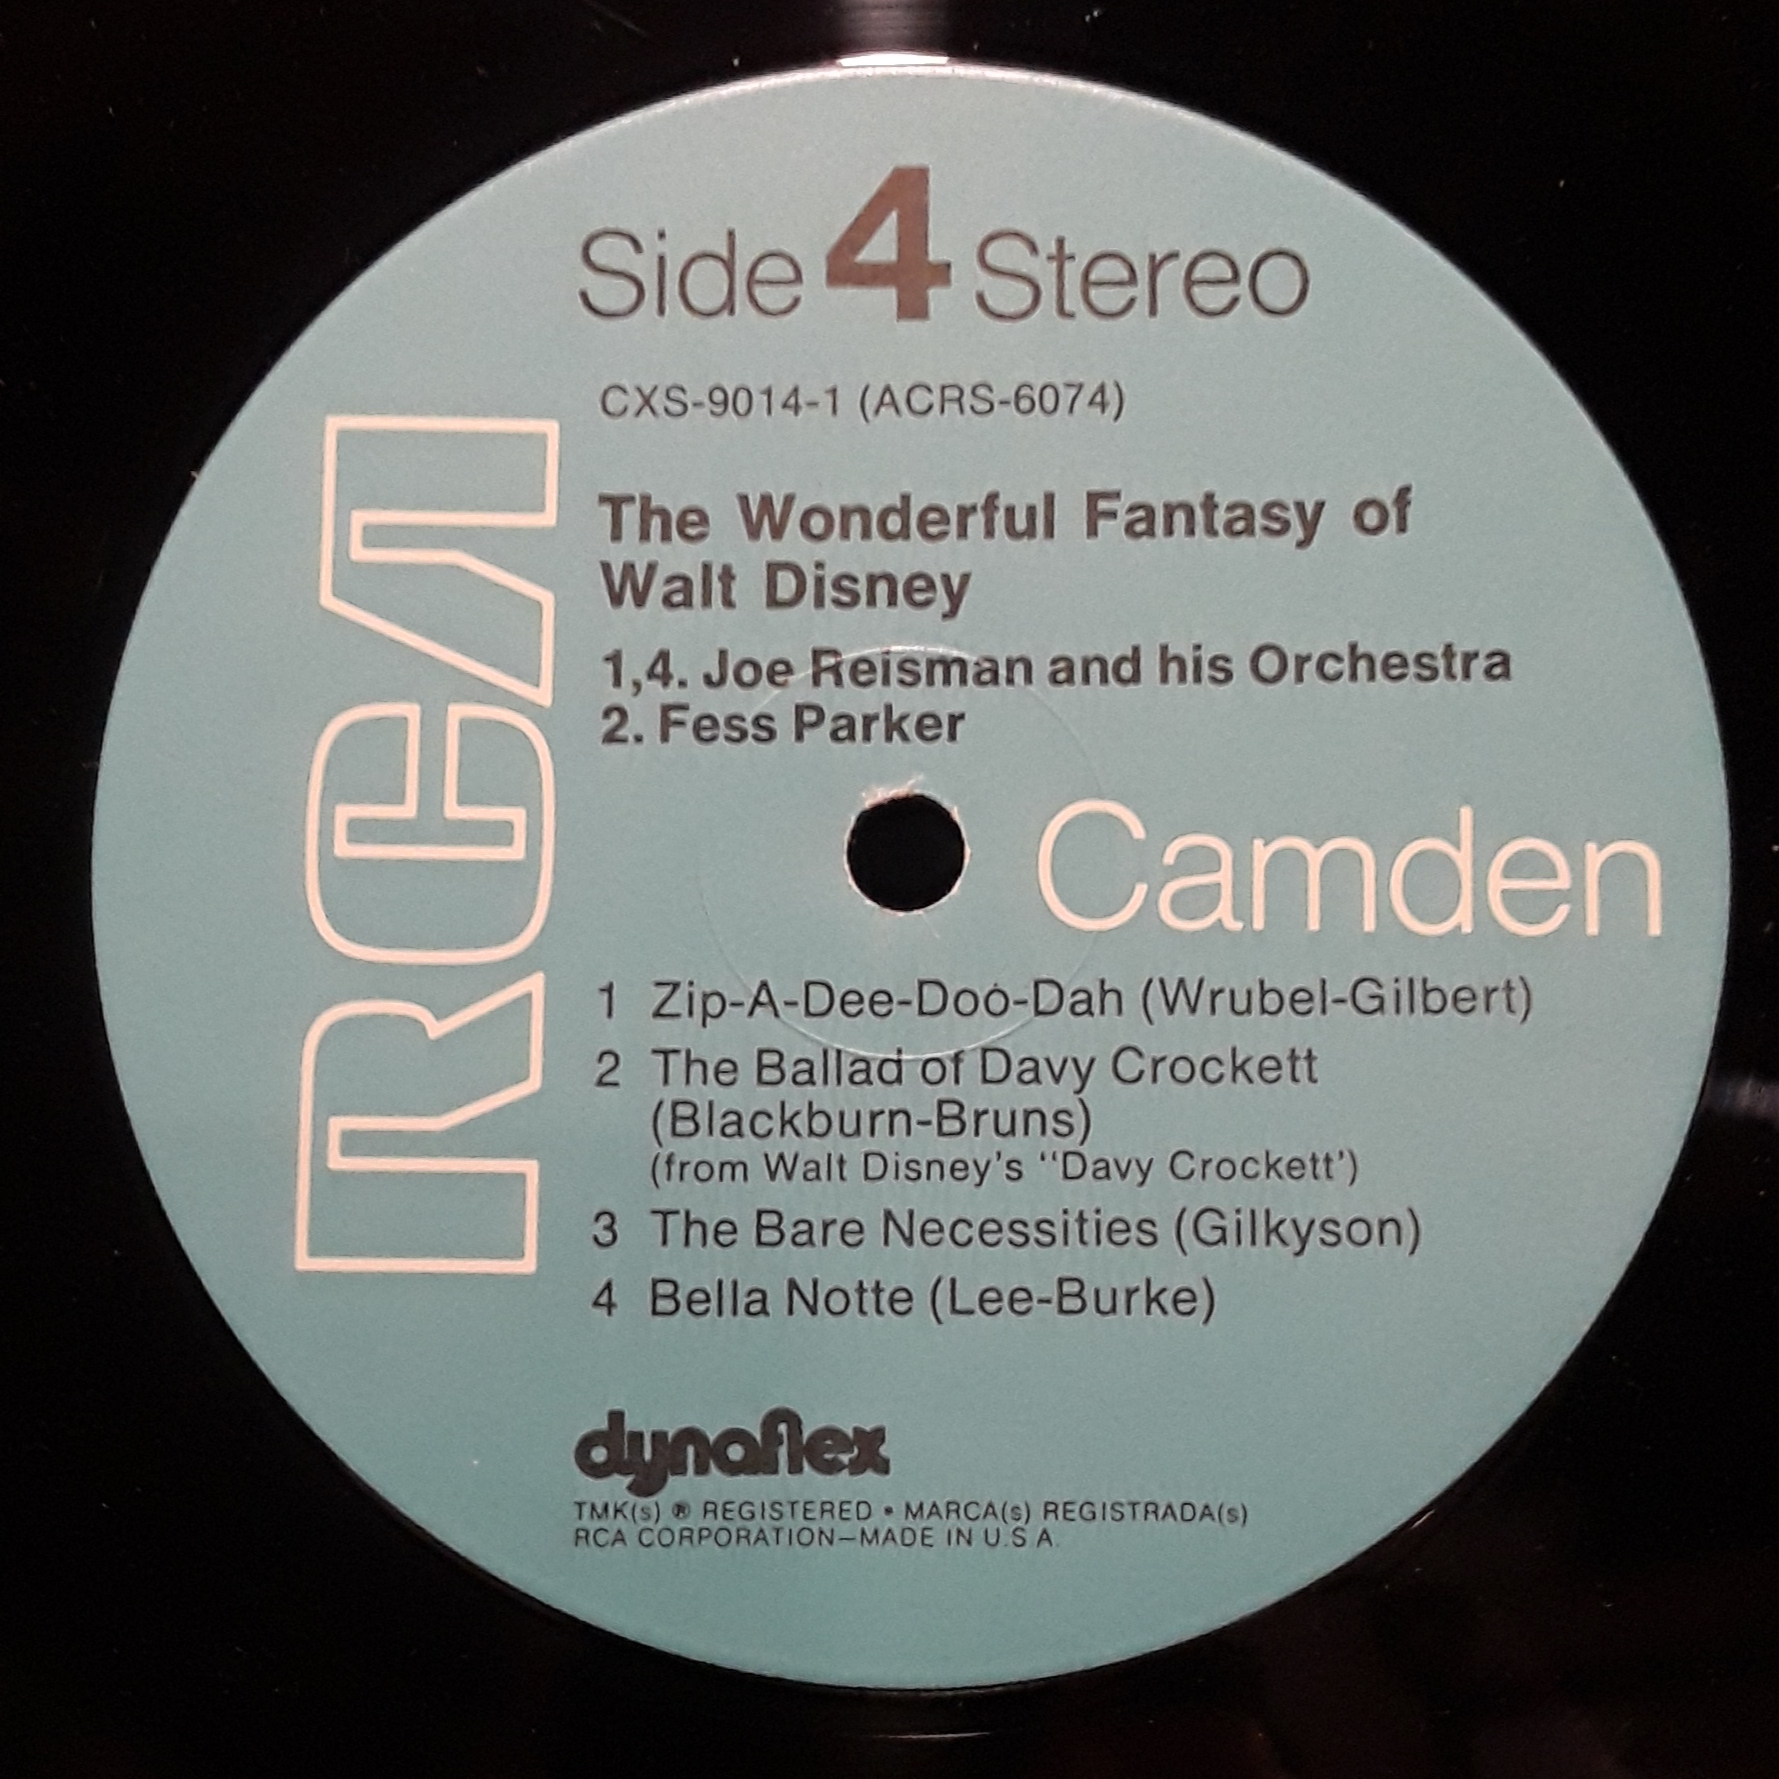 Side 4 Stereo
CXS-9014-1 (ACRS-6074)
The Wonderful Fantasy of
Walt Disney
1,4. Joe Reisman and his Orchestra
2. Fess Parker
RCA
Camden
1 Zip-A-Dee-Doo-Dah (Wrubel-Gilbert)
2 The Ballad of Davy Crockett
(Blackburn-Bruns)
(from Walt Disney's "Davy Crockett')
3 The Bare Necessities (Gilkyson)
4 Bella Notte (Lee-Burke)
dynaflex
TMK(s) ® REGISTERED • MARCA(s) REGISTRADA(s)
RCA CORPORATION—MADE IN U.S A.